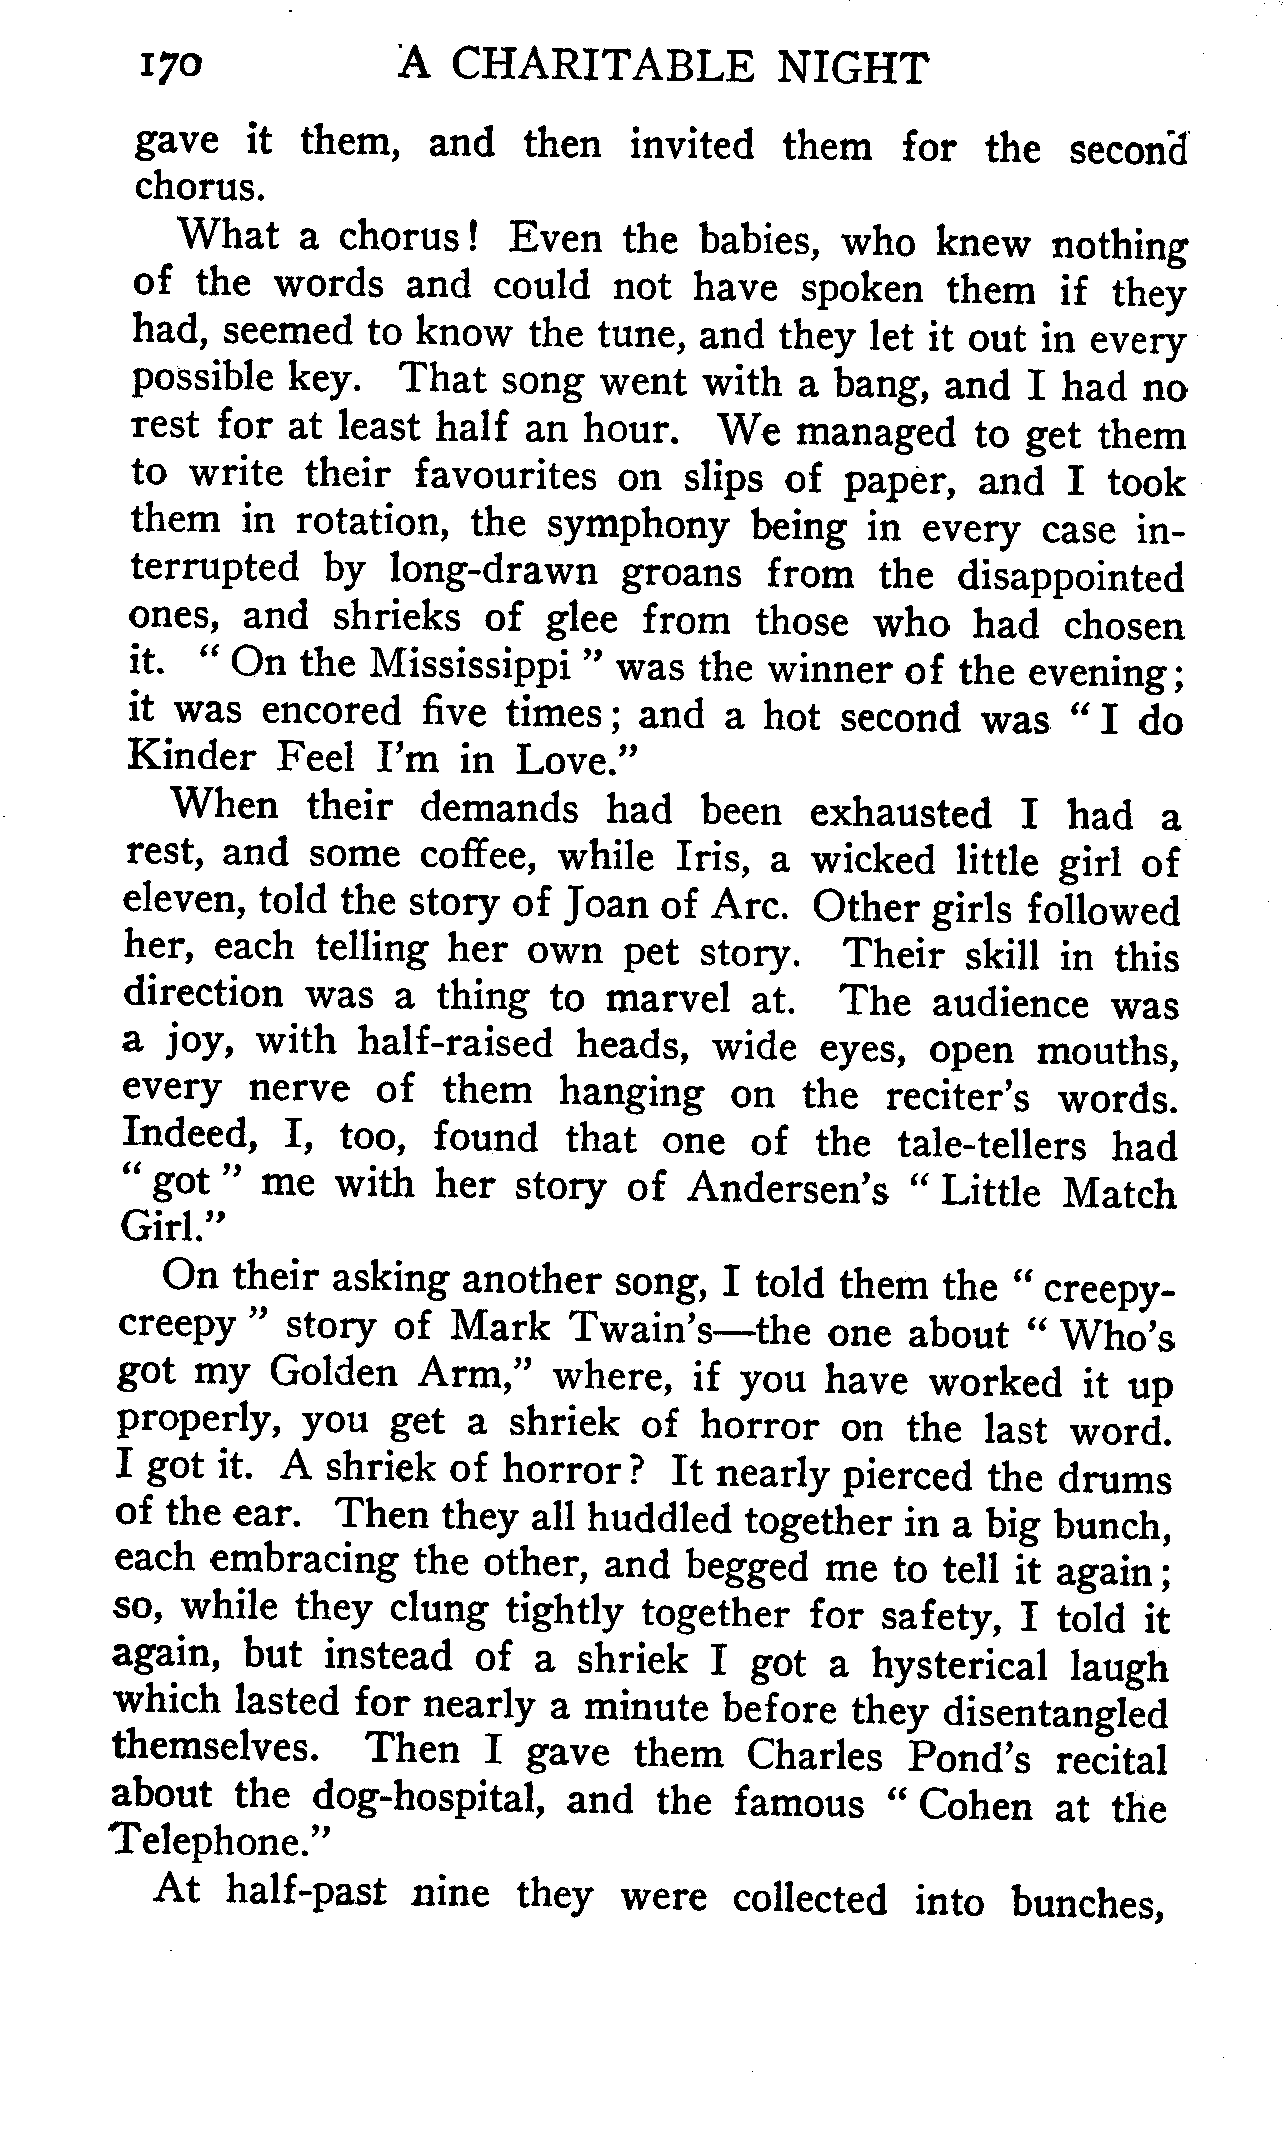 170 A CHARITABLE NIGHT
gave it them, and then invited them for the second
chorus.
What a chorus! Even the babies, who knew nothing
of the words and could not have spoken them if they
had, seemed to know the tune, and they let it out in every
possible key. That song went with a bang, and I had no
rest for at least half an hour. We managed to get them
to write their favourites on slips of paper, and I took
them in rotation, the symphony being in every case in-
terrupted by long-drawn groans from the disappointed
ones, and shrieks of glee from those who had chosen
it. “ On the Mississippi ” was the winner of the evening;
it was encored five times; and a hot second was “ I do
Kinder Feel I’m in Love.”
When their demands had been exhausted I had a
rest, and some coffee, while Iris, a wicked little girl of
eleven, told the story of Joan of Arc. Other girls followed
her, each telling her own pet story. Their skill in this
direction was a thing to marvel at. The audience was
a joy, with half-raised heads, wide eyes, open mouths,
every nerve of them hanging on the reciter’s words.
Indeed, I, too, found that one of the tale-tellers had
“ got ” me with her story of Andersen’s “ Little Match
Girl.”
On their asking another song, I told them the “ creepy-
creepy ” story of Mark Twain’s—the one about “ Who’s
got my Golden Arm,” where, if you have worked it up
properly, you get a shriek of horror on the last word.
I got it. A shriek of horror? It nearly pierced the drums
of the ear. Then they all huddled together in a big bunch,
each embracing the other, and begged me to tell it again;
so, while they clung tightly together for safety, I told it
again, but instead of a shriek I got a hysterical laugh
which lasted for nearly a minute before they disentangled
themselves. Then I gave them Charles Pond’s recital
about the dog-hospital, and the famous “ Cohen at the
Telephone.”
At half-past nine they were collected into bunches,